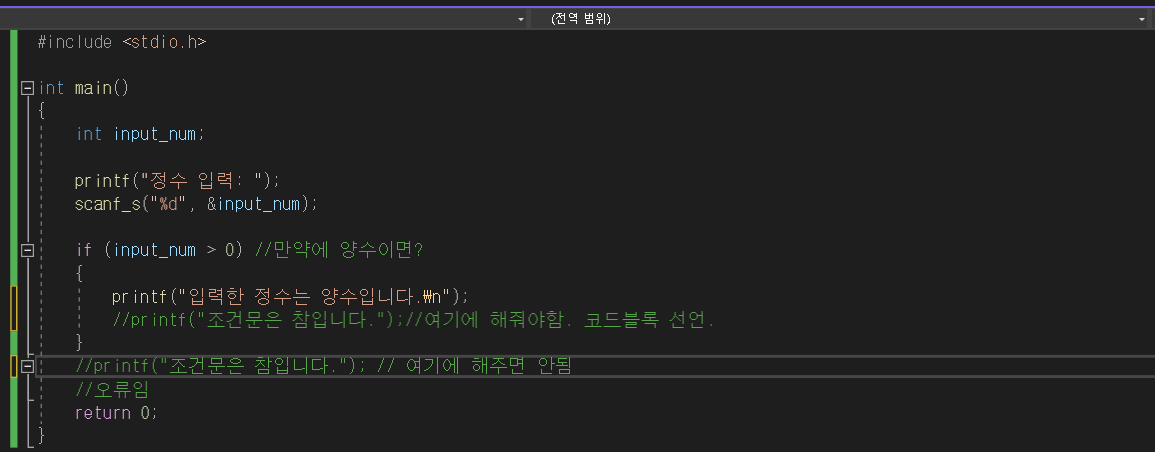 (전역 범위)
#include <stdio.h>
int main()
{
int input_num;
printf("정수 입력: ");
scanf_s("%d", &input_num);
if (input_num > 0) //만약에 양수이면?
{
printf("입력한 정수는 양수입니다.₩n");
//printf("조건문은 참입니다.");//여기에 해줘야함. 코드블록 선언.
}
//printf("조건문은 참입니다."); // 여기에 해주면 안됨
//오류임
return 0;
}